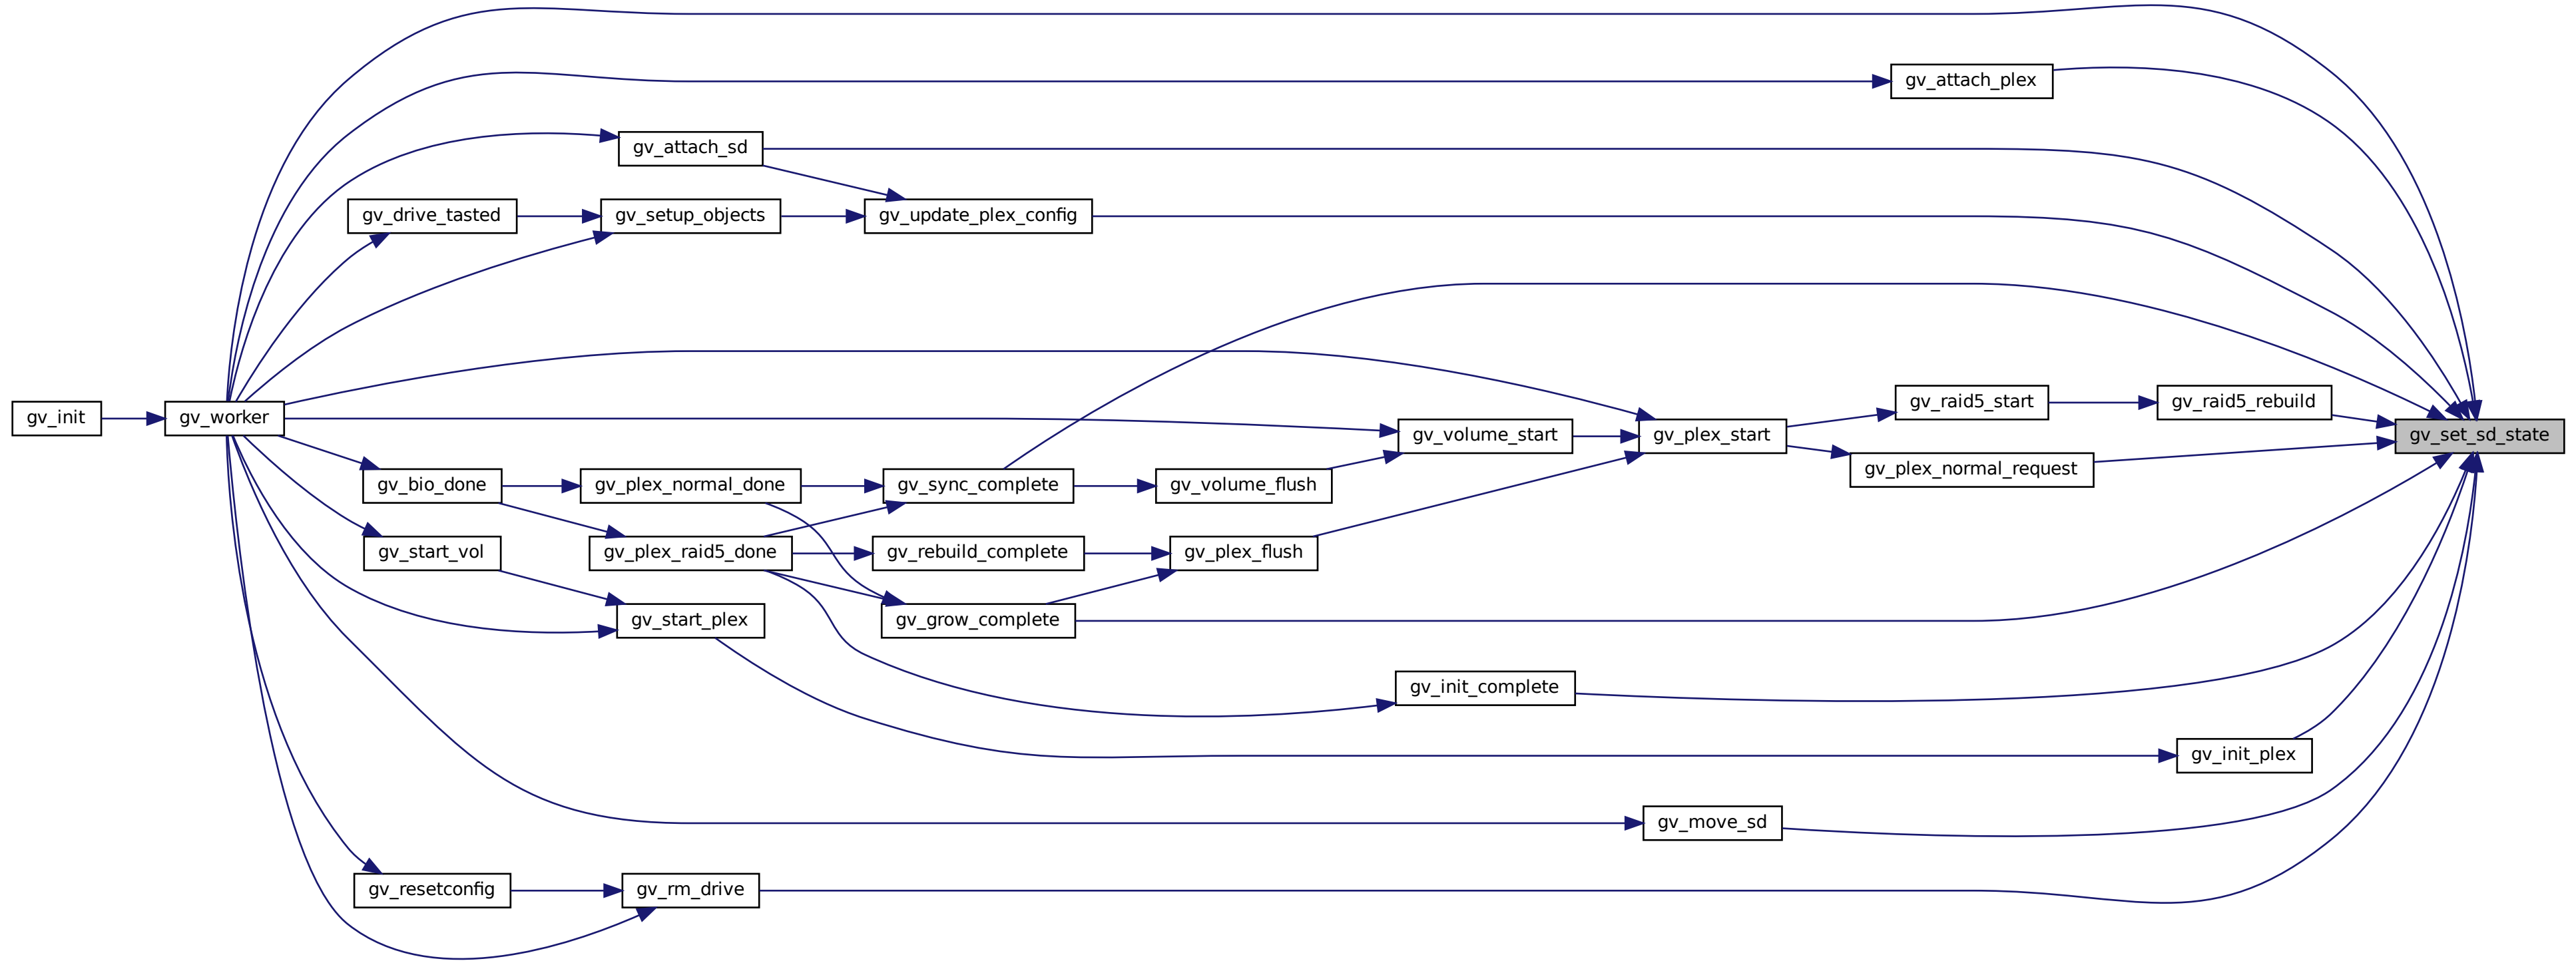 gv_attach_plex
gv_attach_sd
gv_drive_tasted
gv_setup_objects
gv_update_plex_config
gv_init
gv_worker
gv_raid5_start
gv_raid5_rebuild
gv_volume_start
gv_plex_start
gv_set_sd_state
gv_plex_normal_request
gv_bio_done
gv_plex_normal_done
gv_sync_complete
gv_volume_flush
gv_start_vol
gv_plex_raid5_done
gv_rebuild_complete
gv_plex_flush
gv_start_plex
gv_grow_complete
gv_init_complete
gv_init_plex
gv_move_sd
gv_resetconfig
gv_rm_drive